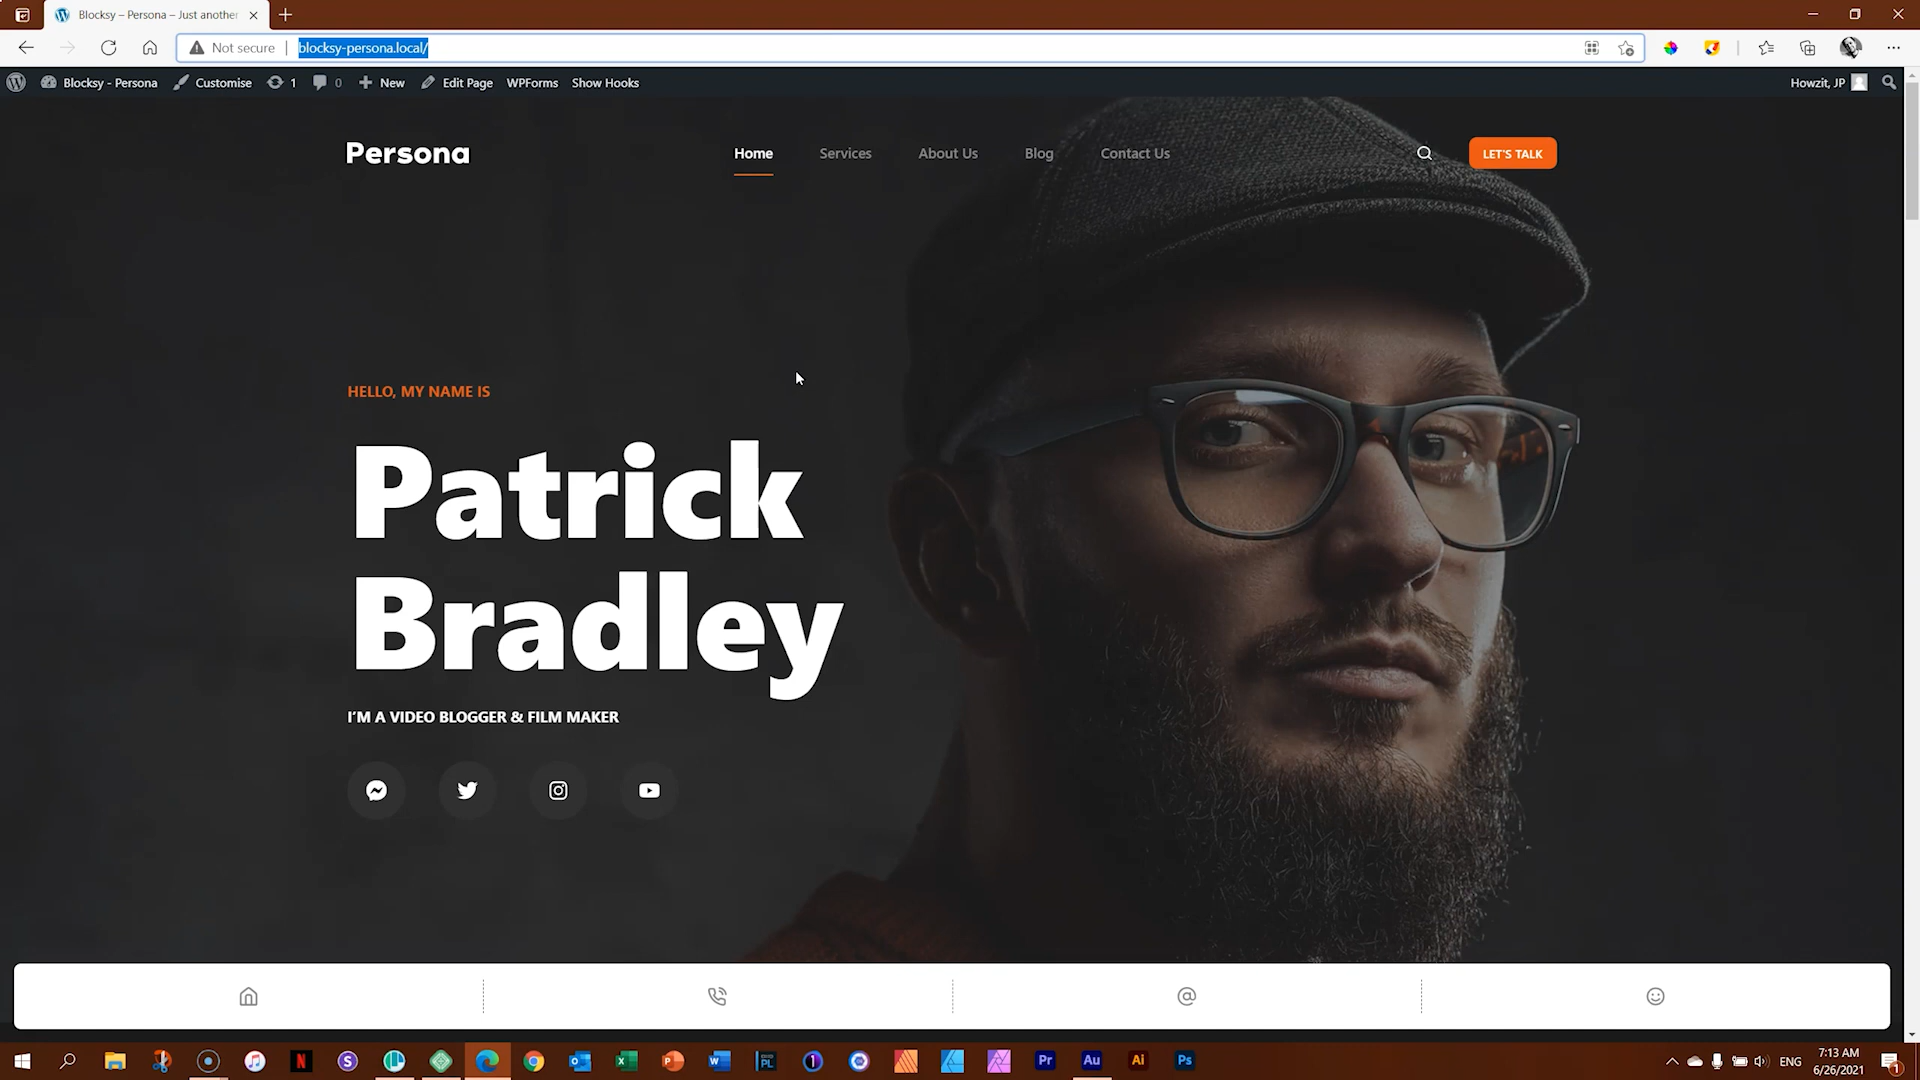 Blocksy – Persona – Just another
Not secure
blocksy-persona.local/
Blocksy - Persona
Customise
1
0
New
Edit Page
WPForms
Show Hooks
Howzit, JP
Persona
Home
Services
About Us
Blog
Contact Us
LET'S TALK
HELLO, MY NAME IS
Patrick
Bradley
I'M A VIDEO BLOGGER & FILM MAKER
ENG
7:13 AM
6/26/2021